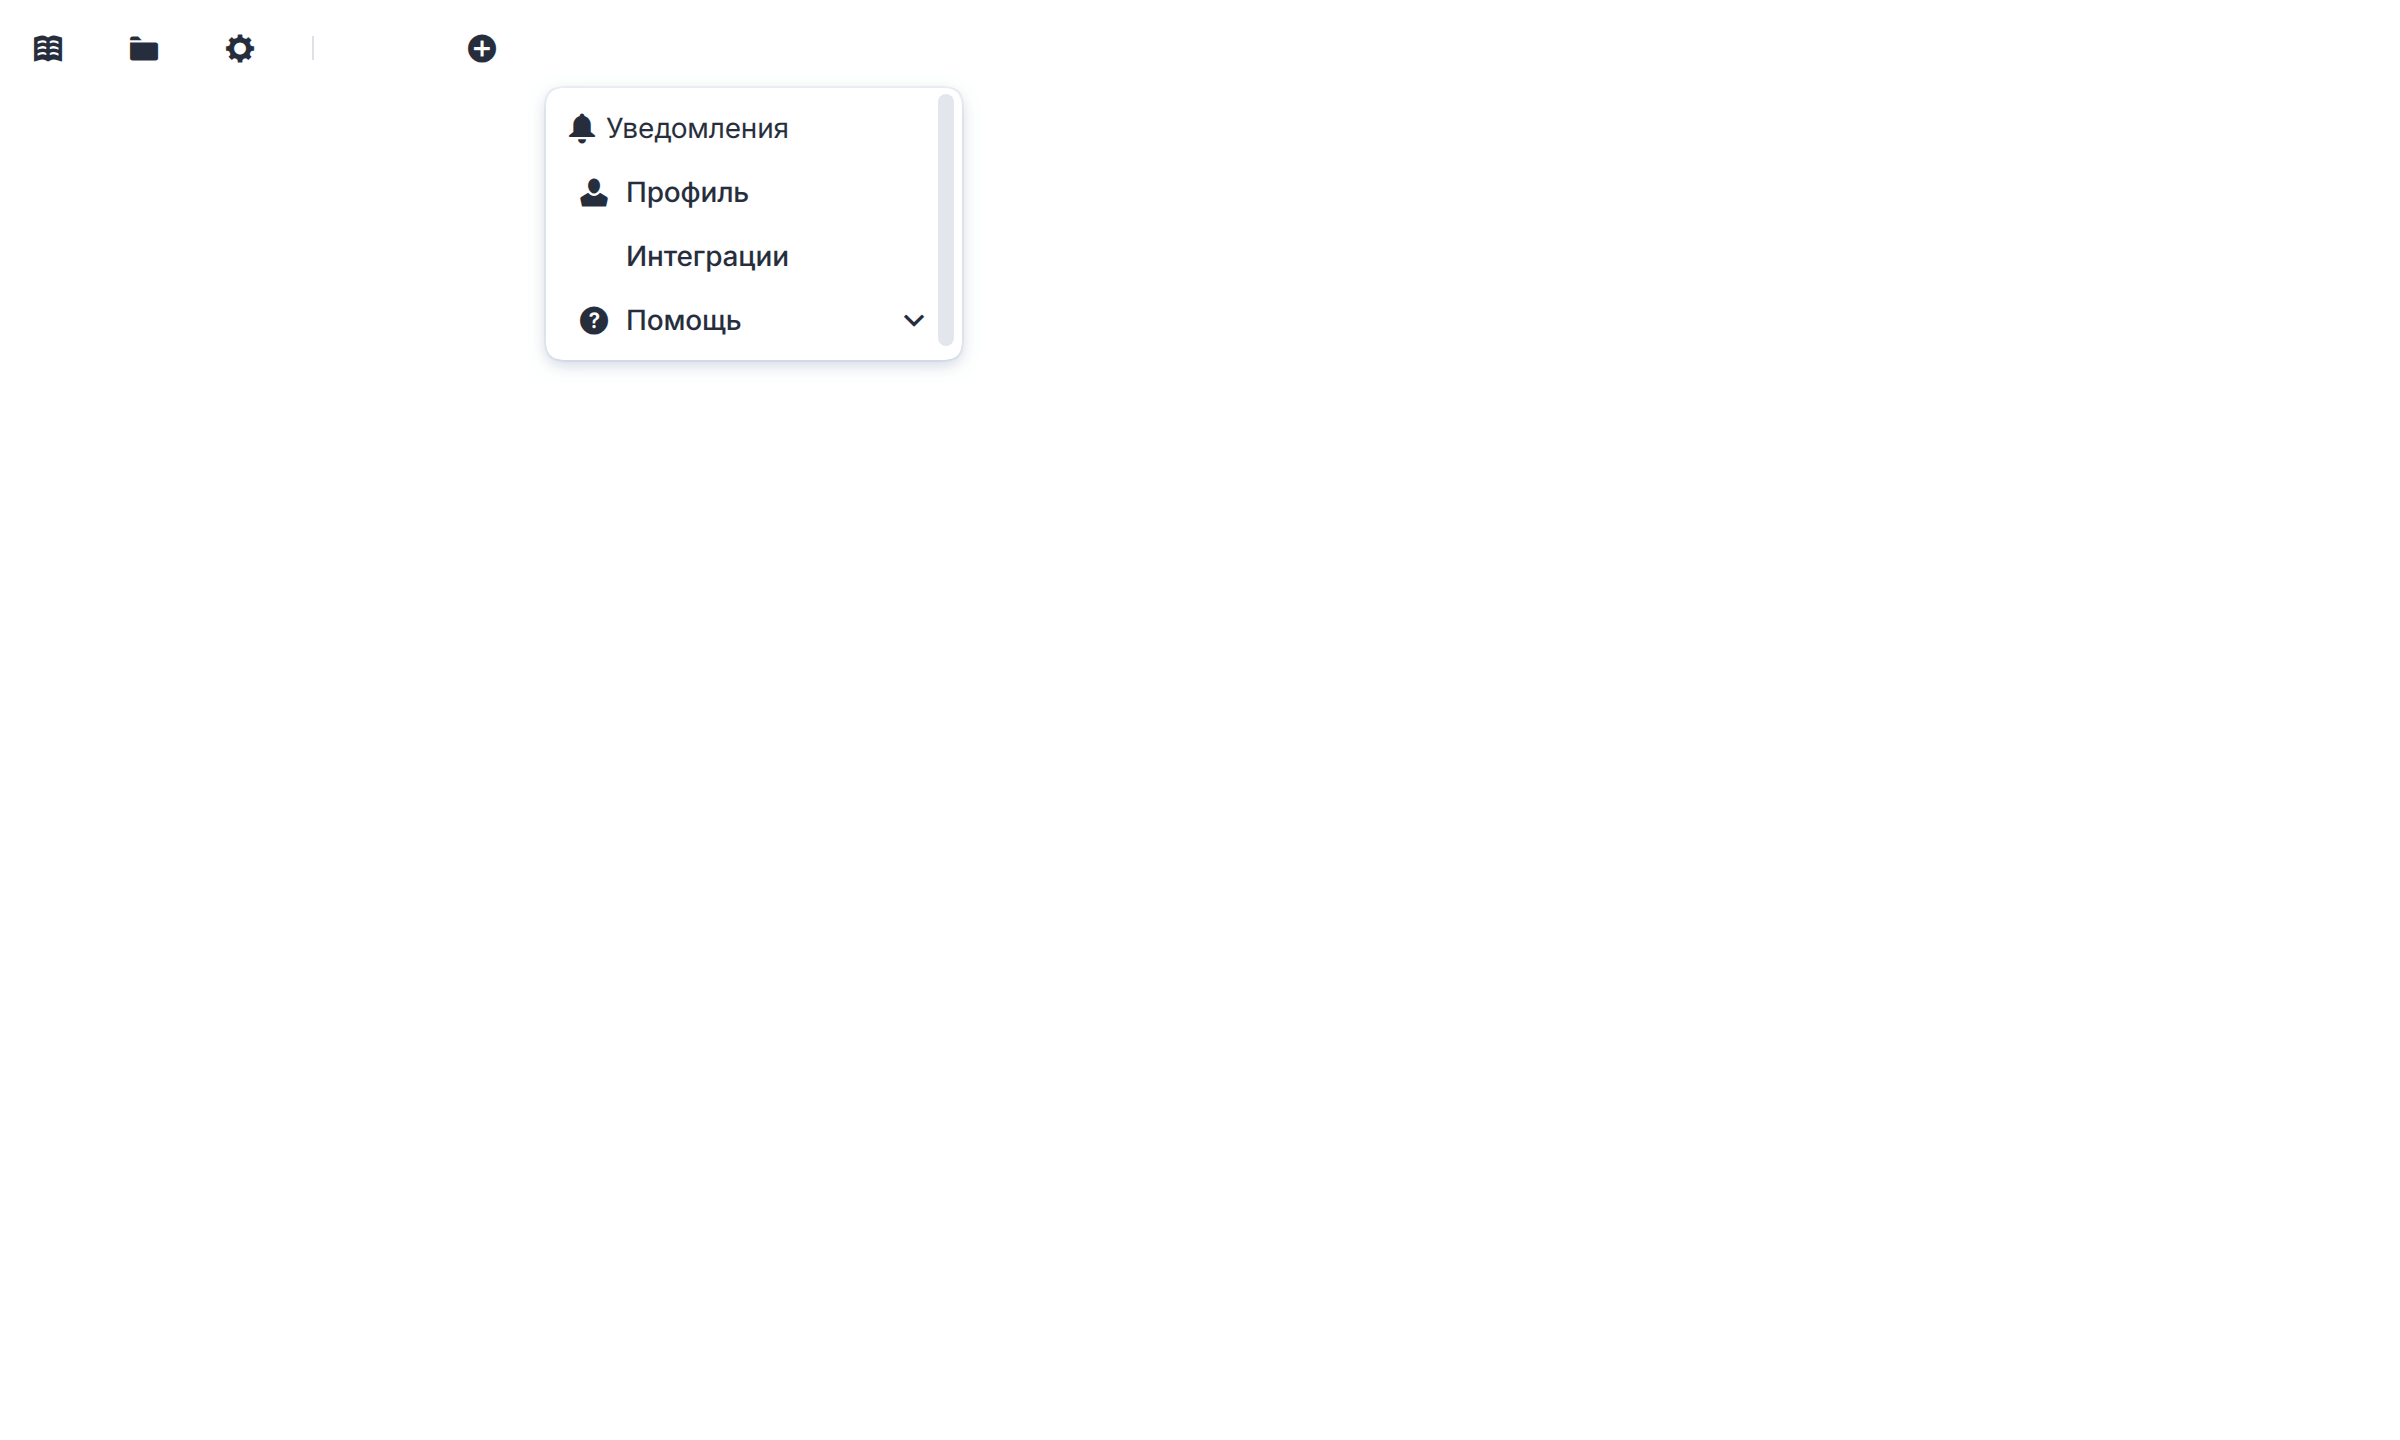 Уведомления
Профиль
Интеграции
Помощь